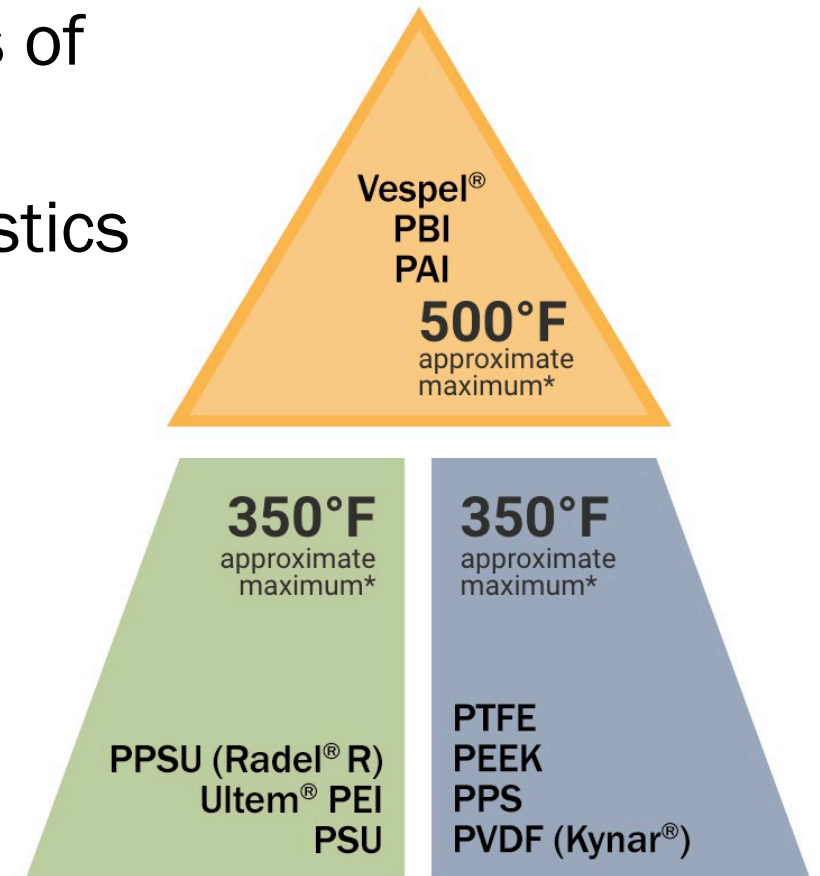 s of
stics
Vespel®
PBI
PAI
500°F
approximate
maximum*
350°F
approximate
maximum*
PPSU (Radel® R)
Ultem® PEI
PSU
350°F
approximate
maximum*
PTFE
PEEK
PPS
PVDF (Kynar®)